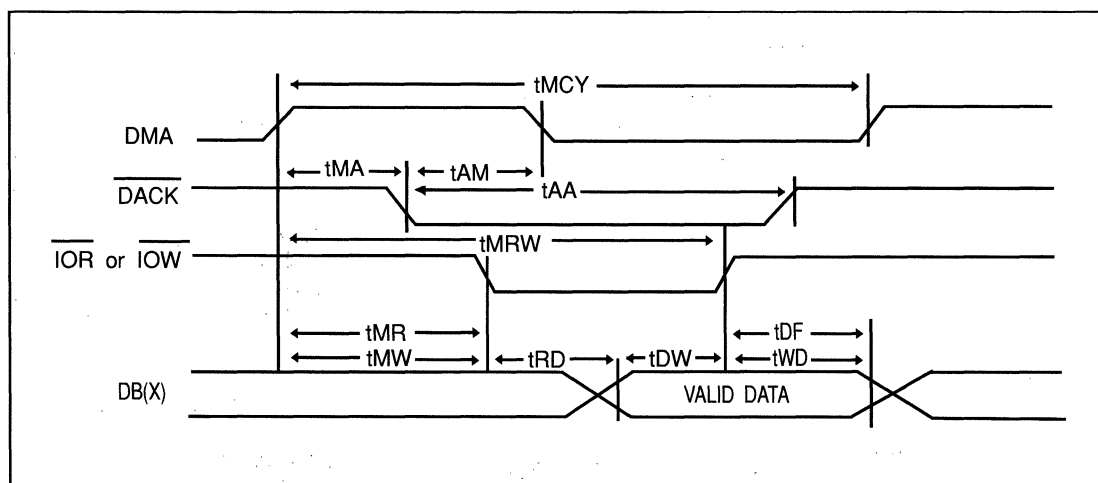 tMCY
DMA
tMA tAM tAA
DACK
tMRW
IOR or IOW
tMR tDF
tMW tRD tDW tWD
DB(X) VALID DATA